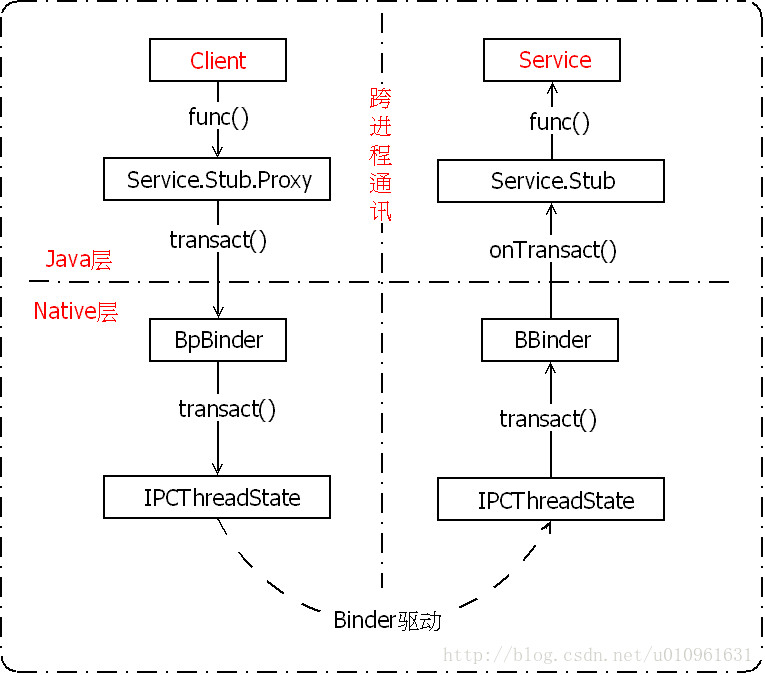 Client
func()
Service.Stub.Proxy
transact()
Java层
Native层
BpBinder
transact()
IPCThreadState
跨进程通讯
Service
func()
Service.Stub
onTransact()
BBinder
transact()
IPCThreadState
Binder驱动
http://blog.csdn.net/u010961631